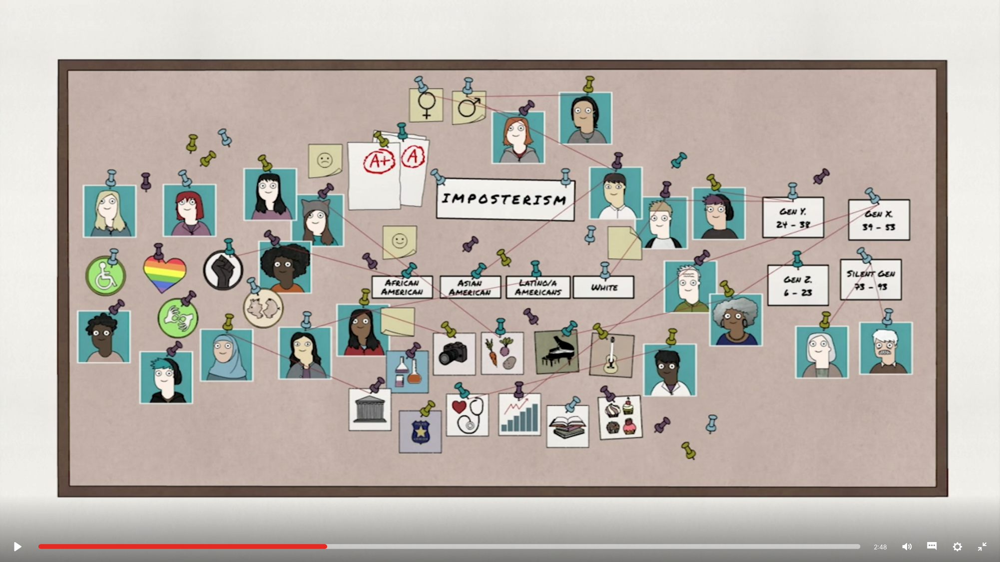 A+
A
IMPOSTERISM
GEN Y.
24 - 38
GEN X.
39 - 53
AFRICAN
AMERICAN
ASIAN
AMERICAN
LATINO/A
AMERICANS
WHITE
GEN Z.
6 - 23
SILENT GEN
73 - 93
POLICE
2:48